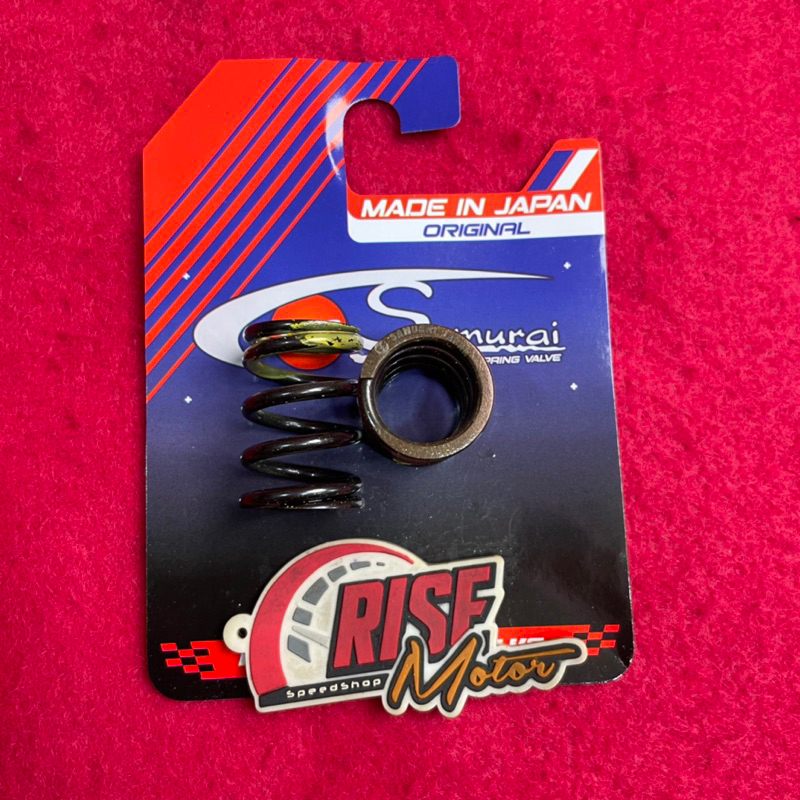 MADE IN JAPAN
ORIGINAL
Samurai
SPRING VALVE
RISE
Motor
SpeedShop